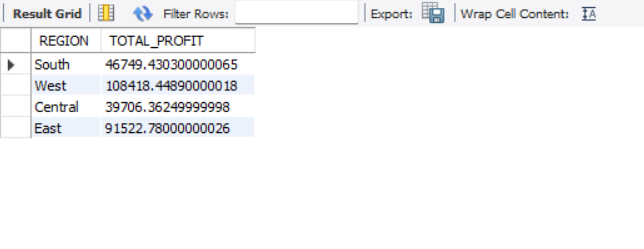 Result Grid Filter Rows: Export: Wrap Cell Content: IA
REGION TOTAL_PROFIT
South 46749.430300000065
West 108418.44890000018
Central 39706.36249999998
East 91522.78000000026